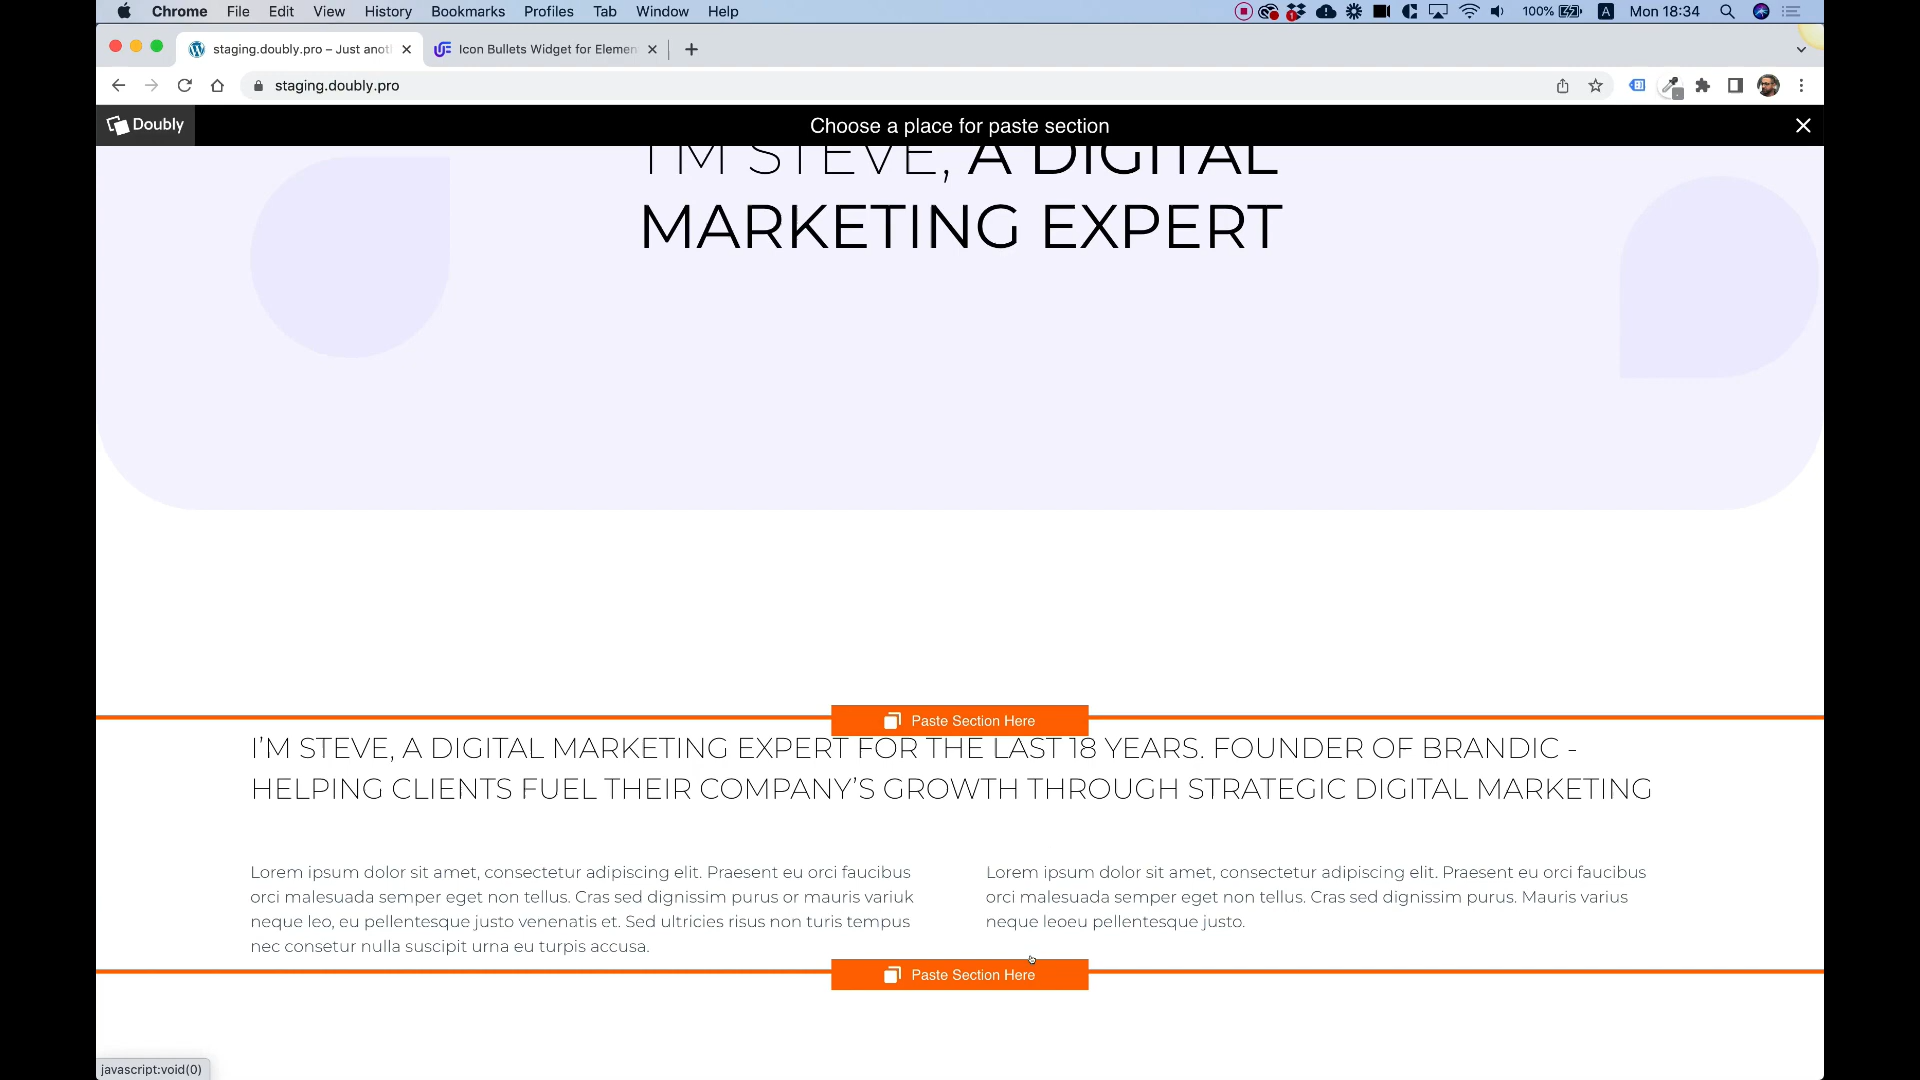 Chrome File Edit View History Bookmarks Profiles Tab Window Help 1 100% A Mon 18:34
staging.doubly.pro – Just anot Icon Bullets Widget for Elemen
staging.doubly.pro
Doubly
Choose a place for paste section
I'M STEVE, A DIGITAL
MARKETING EXPERT
Paste Section Here
I’M STEVE, A DIGITAL MARKETING EXPERT FOR THE LAST 18 YEARS. FOUNDER OF BRANDIC -
HELPING CLIENTS FUEL THEIR COMPANY’S GROWTH THROUGH STRATEGIC DIGITAL MARKETING
Lorem ipsum dolor sit amet, consectetur adipiscing elit. Praesent eu orci faucibus
orci malesuada semper eget non tellus. Cras sed dignissim purus or mauris variuk
neque leo, eu pellentesque justo venenatis et. Sed ultricies risus non turis tempus
nec consetur nulla suscipit urna eu turpis accusa.
Lorem ipsum dolor sit amet, consectetur adipiscing elit. Praesent eu orci faucibus
orci malesuada semper eget non tellus. Cras sed dignissim purus. Mauris varius
neque leoeu pellentesque justo.
Paste Section Here
javascript:void(0)